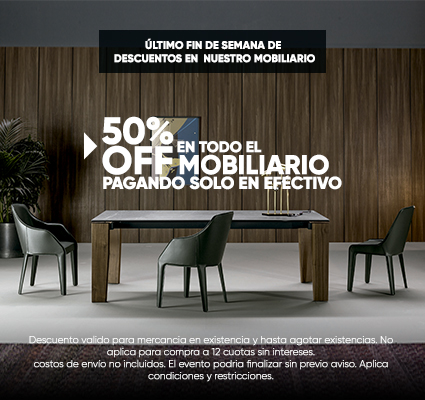 ÚLTIMO FIN DE SEMANA DE
DESCUENTOS EN NUESTRO MOBILIARIO
50% OFF EN TODO EL MOBILIARIO
PAGANDO SOLO EN EFECTIVO
Descuento valido para mercancia en existencia y hasta agotar existencias. No
aplica para compra a 12 cuotas sin intereses.
costos de envío no incluidos. El evento podria finalizar sin previo aviso. Aplica
condiciones y restricciones.